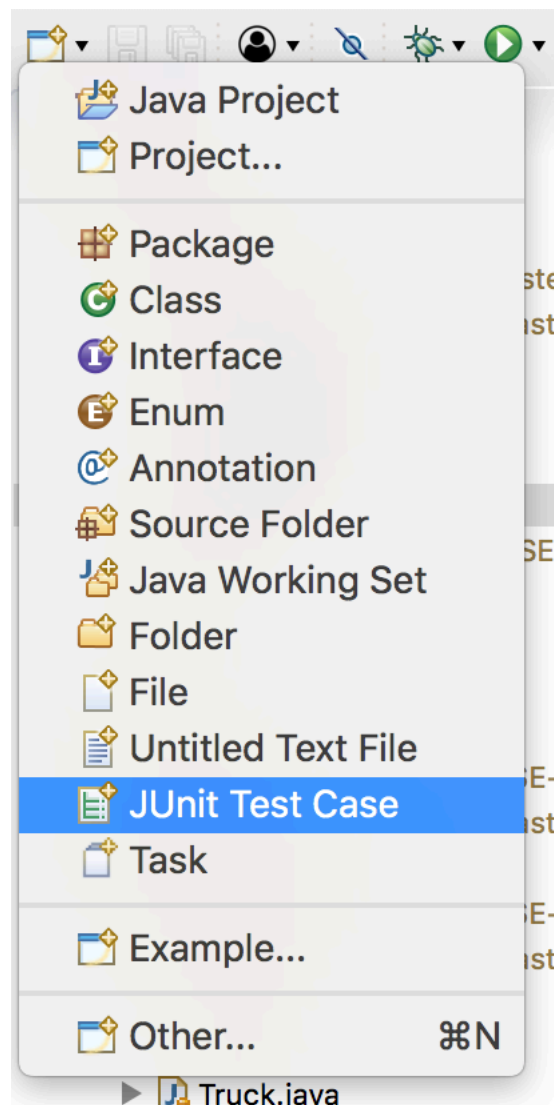 Java Project
Project...
Package
Class
Interface
Enum
Annotation
Source Folder
Java Working Set
Folder
File
Untitled Text File
JUnit Test Case
Task
Example...
Other... ⌘N
Truck.java